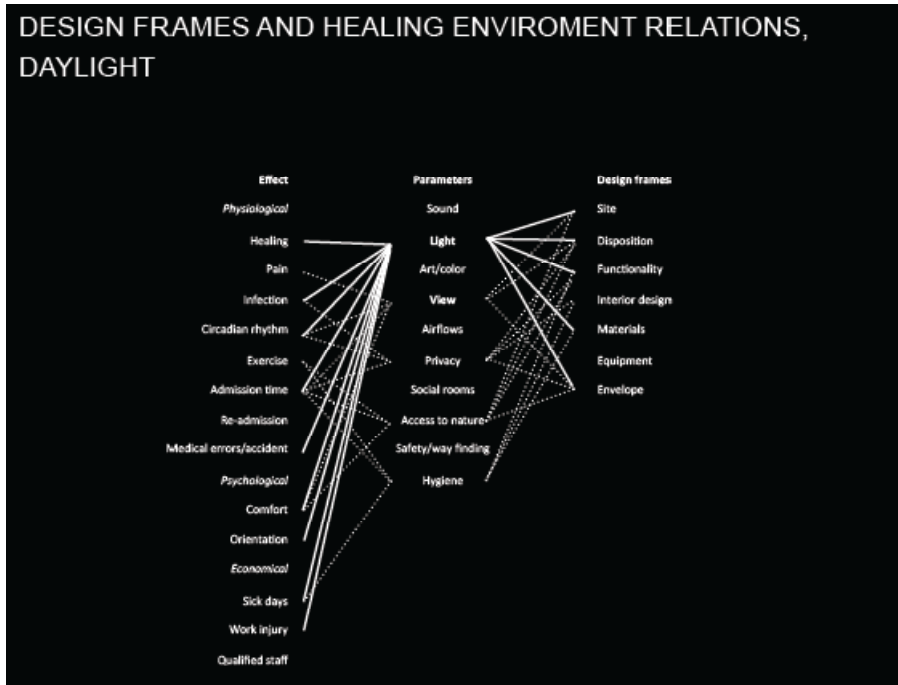 DESIGN FRAMES AND HEALING ENVIROMENT RELATIONS,
DAYLIGHT
Effect Parameters Design frames
Physiological Sound Site
Healing Light Disposition
Pain Art/color Functionality
Infection View Interior design
Circadian rhythm Airflows Materials
Exercise Privacy Equipment
Admission time Social rooms Envelope
Re-admission Access to nature
Medical errors/accident Safety/way finding
Psychological Hygiene
Comfort
Orientation
Economical
Sick days
Work injury
Qualified staff